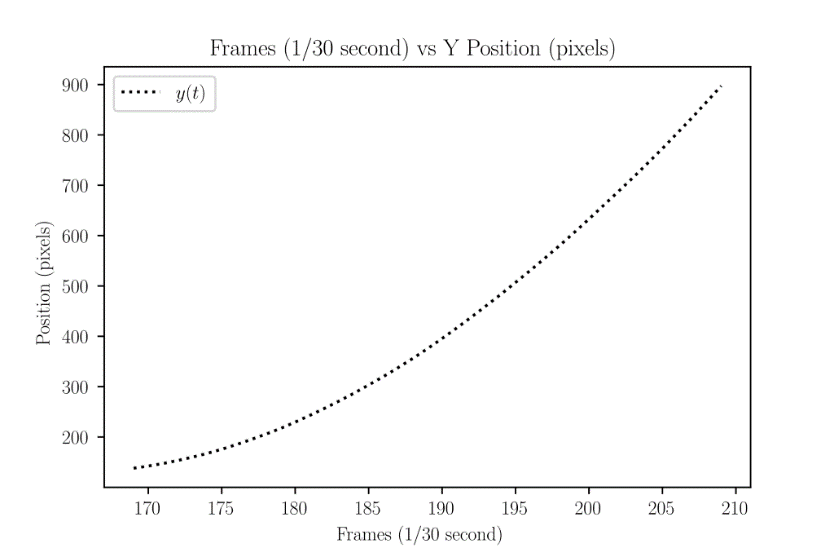 Frames (1/30 second) vs Y Position (pixels)
y(t)
900
800
700
600
500
400
300
200
Position (pixels)
170 175 180 185 190 195 200 205 210
Frames (1/30 second)